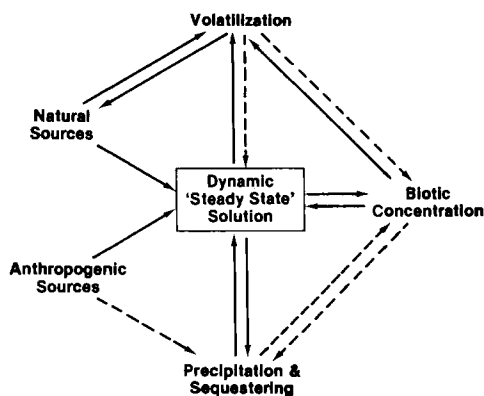 Volatilization
Natural
Sources
Dynamic
'Steady State'
Solution
Biotic
Concentration
Anthropogenic
Sources
Precipitation &
Sequestering